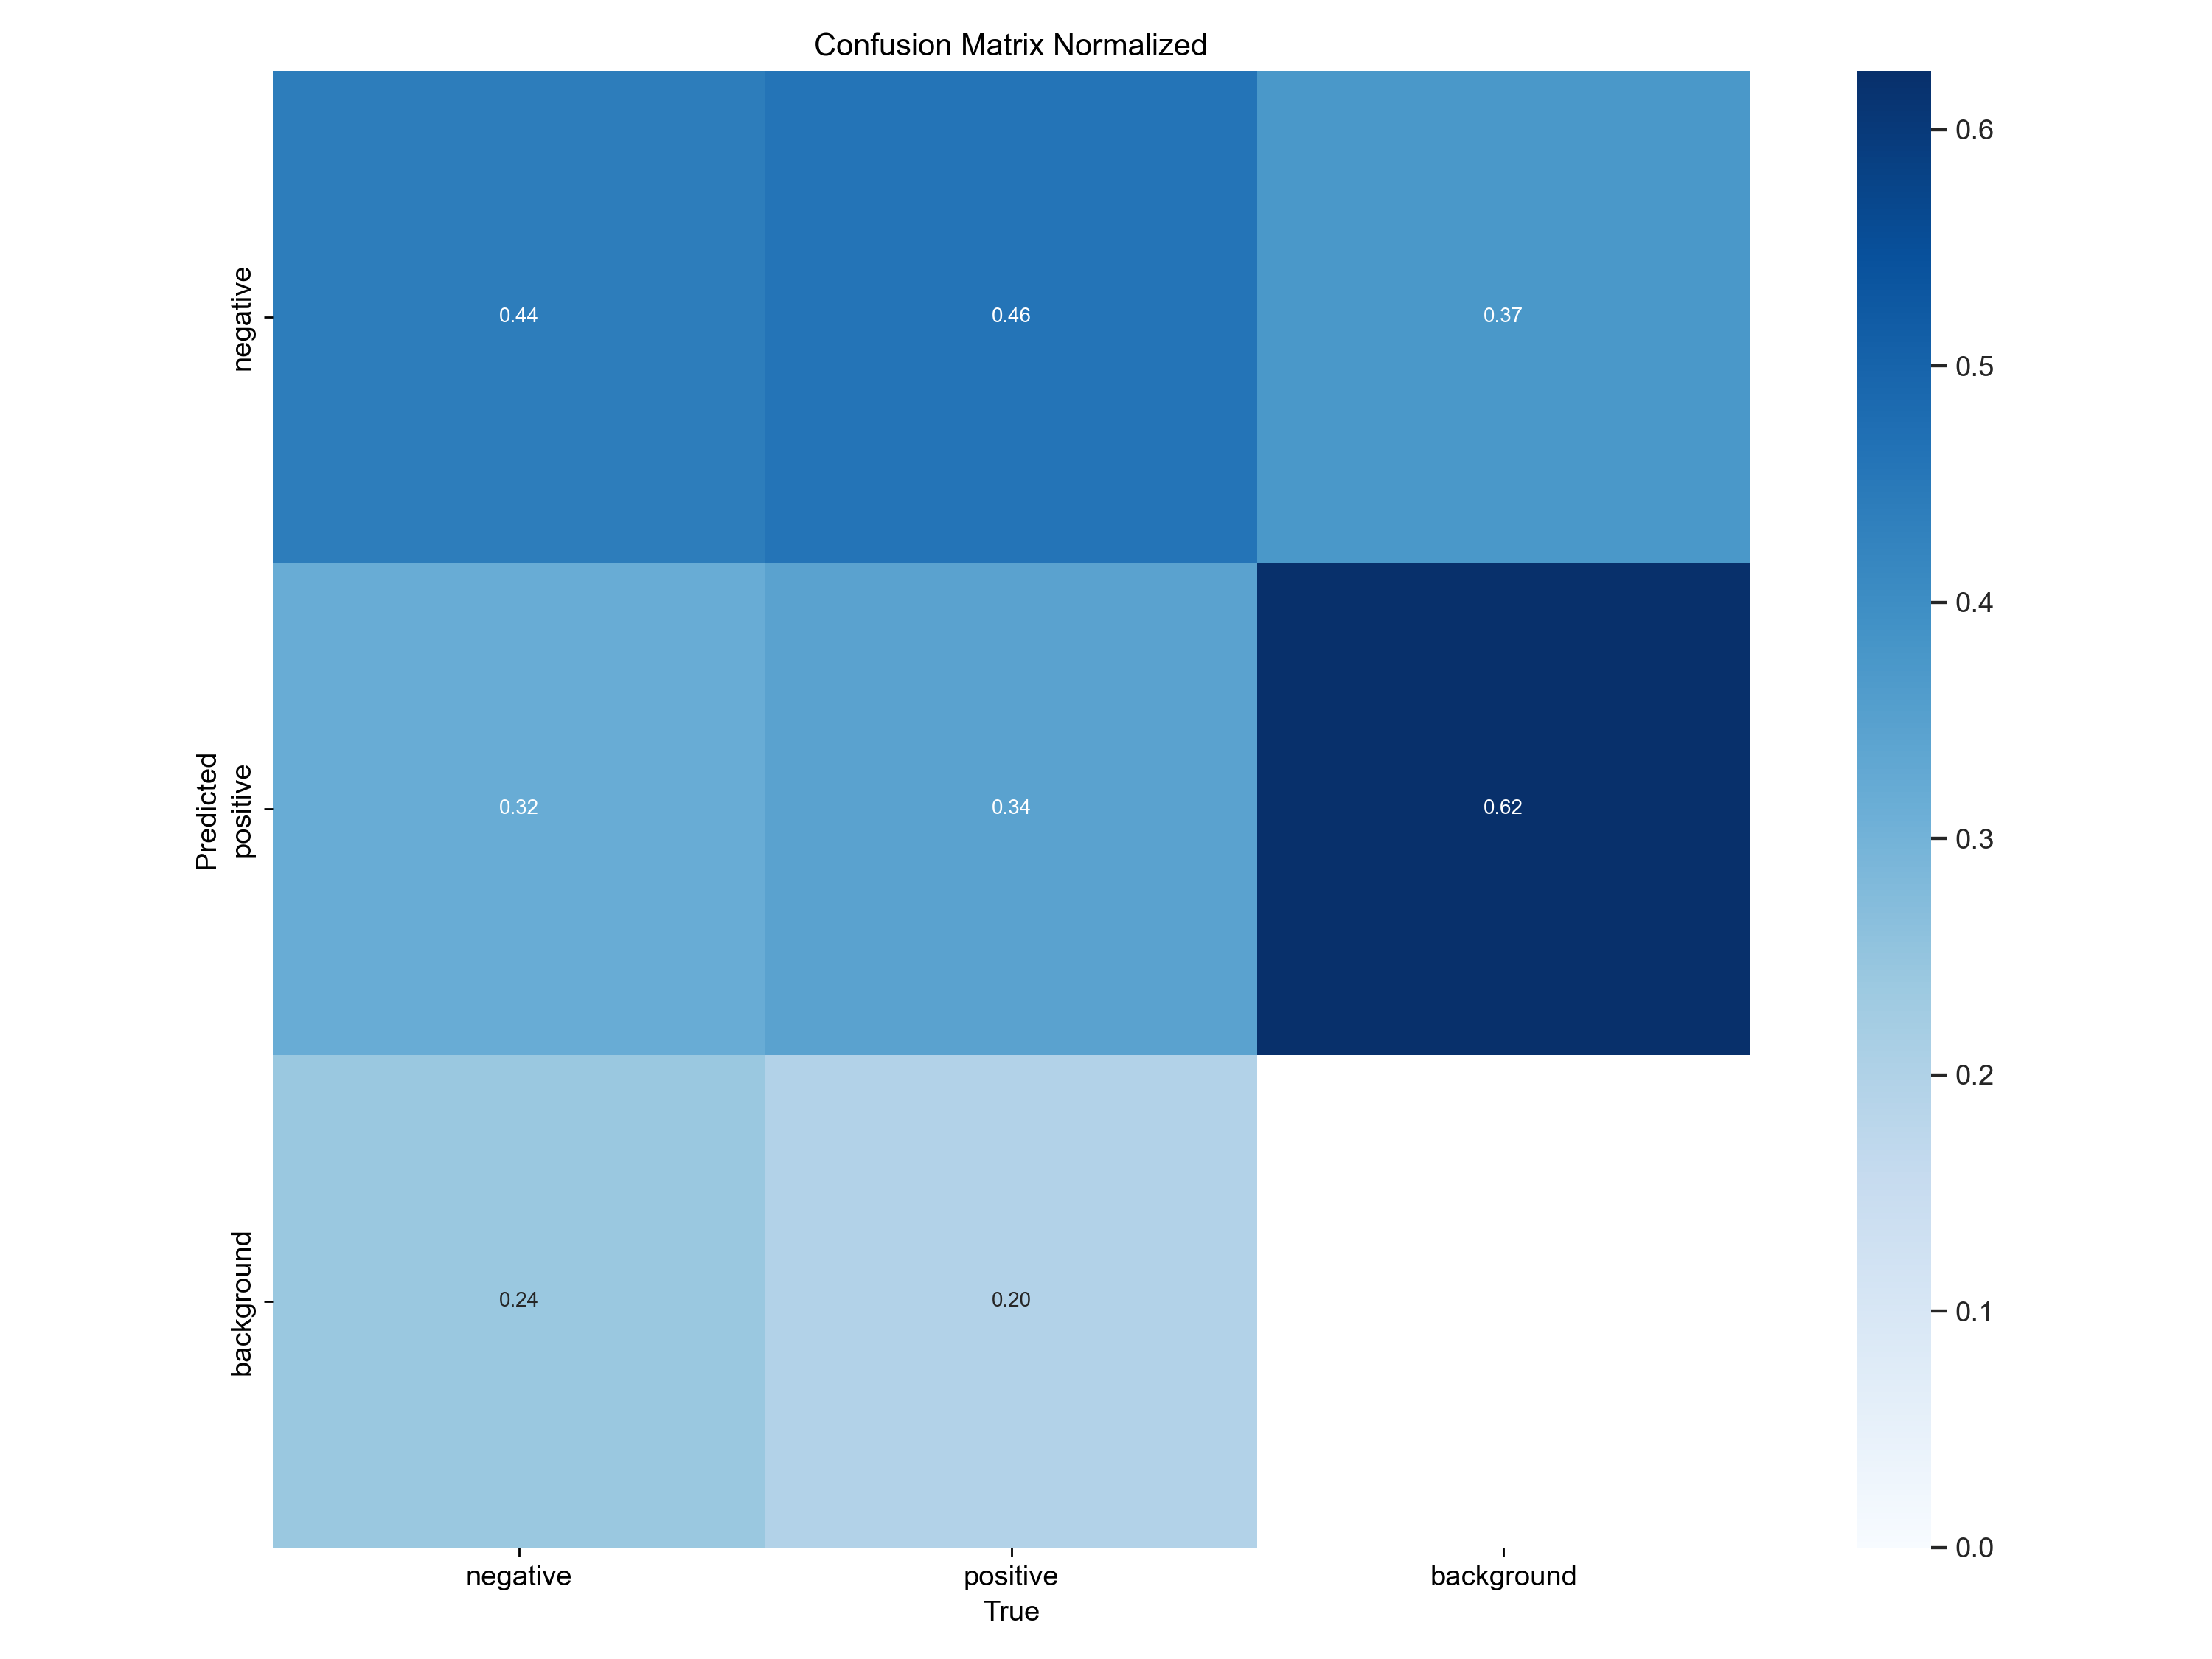 Confusion Matrix Normalized
negative
0.44
0.46
0.37
0.6
0.5
0.4
Predicted
positive
0.32
0.34
0.62
0.3
0.2
background
0.24
0.20
0.1
0.0
negative
positive
background
True